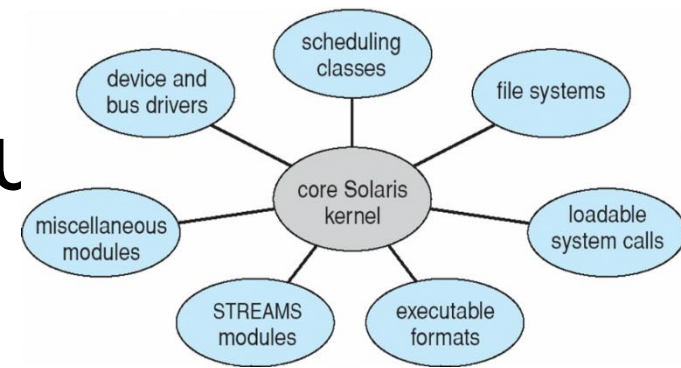 scheduling
classes
device and
bus drivers
file systems
core Solaris
kernel
miscellaneous
modules
loadable
system calls
STREAMS
modules
executable
formats